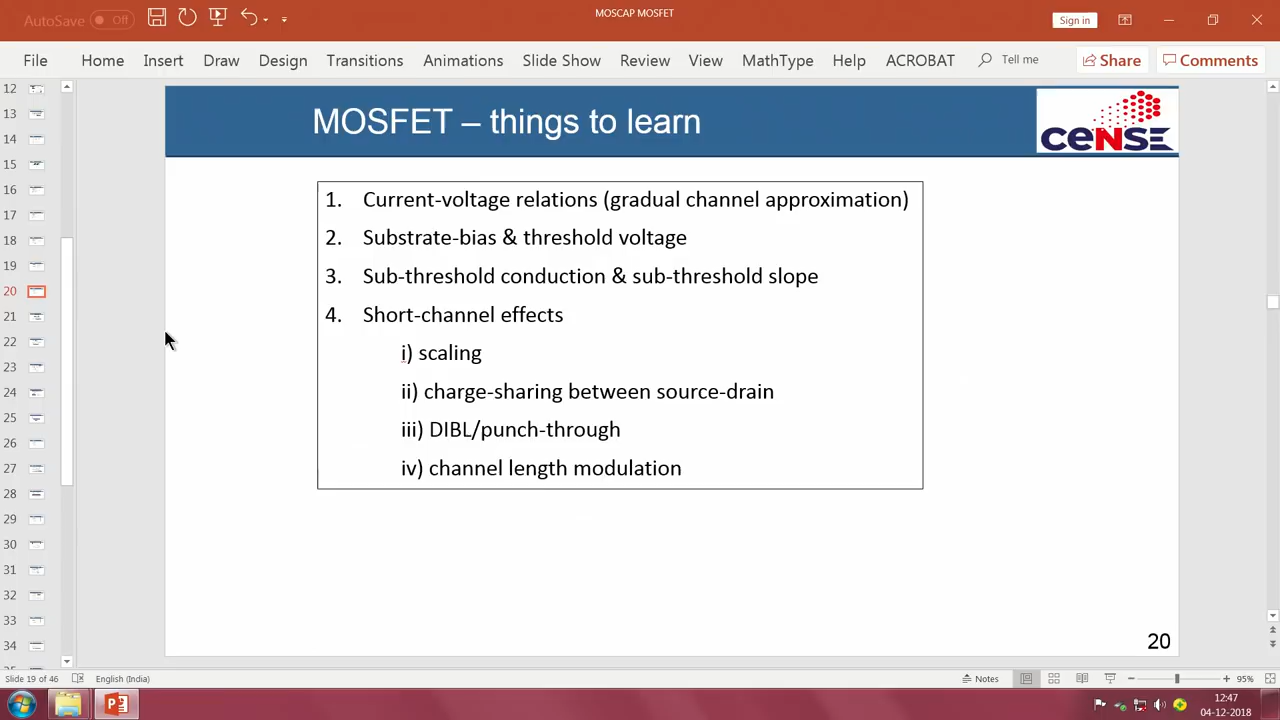 AutoSave Off
MOSCAP MOSFET
Sign in
File Home Insert Draw Design Transitions Animations Slide Show Review View MathType Help ACROBAT Tell me Share Comments
12
13
14
15
16
17
18
19
20
21
22
23
24
25
26
27
28
29
30
31
32
33
34
MOSFET – things to learn
CeNSE
1. Current-voltage relations (gradual channel approximation)
2. Substrate-bias & threshold voltage
3. Sub-threshold conduction & sub-threshold slope
4. Short-channel effects
i) scaling
ii) charge-sharing between source-drain
iii) DIBL/punch-through
iv) channel length modulation
20
Slide 19 of 46 English (India) Notes 95%
12:47
04-12-2018